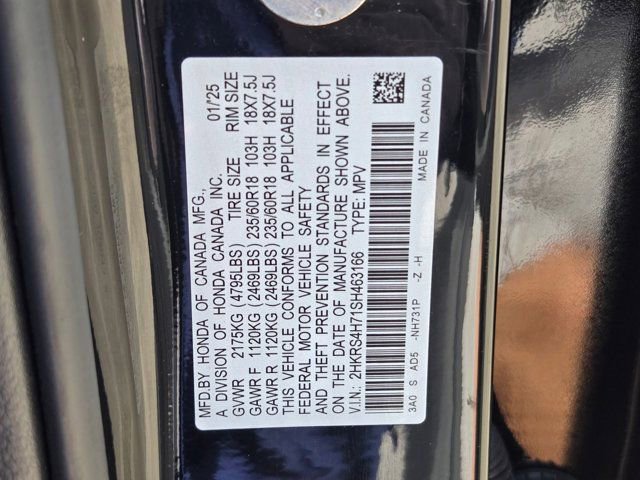 MFD.BY HONDA OF CANADA MFG.,
A DIVISION OF HONDA CANADA INC. 01/25
GVWR 2175KG (4795LBS) TIRE SIZE RIM SIZE
GAWR F 1120KG (2469LBS) 235/60R18 103H 18X7.5J
GAWR R 1120KG (2469LBS) 235/60R18 103H 18X7.5J
THIS VEHICLE CONFORMS TO ALL APPLICABLE
FEDERAL MOTOR VEHICLE SAFETY
AND THEFT PREVENTION STANDARDS IN EFFECT
ON THE DATE OF MANUFACTURE SHOWN ABOVE.
V.I.N.: 2HKRS4H71SH463166 TYPE: MPV
3A0 S AD5 -NH731P -Z -H
MADE IN CANADA